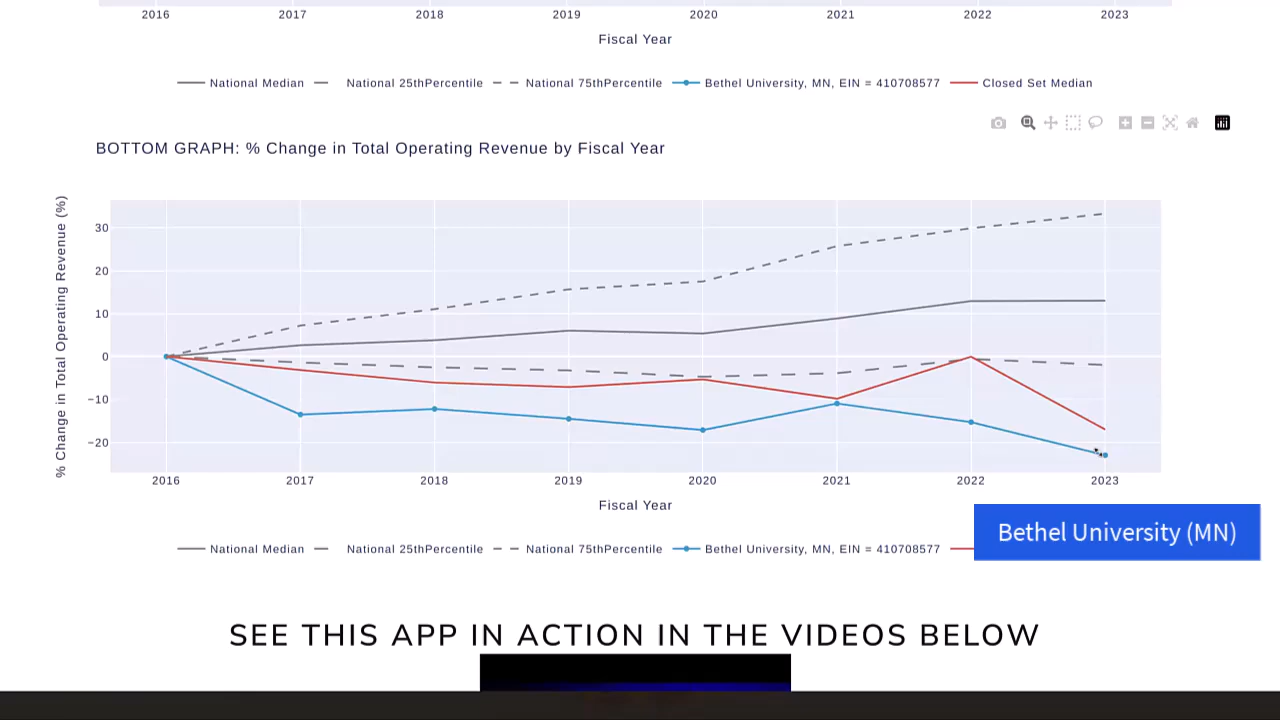 2016 2017 2018 2019 2020 2021 2022 2023
Fiscal Year
National Median National 25thPercentile National 75thPercentile Bethel University, MN, EIN = 410708577 Closed Set Median
BOTTOM GRAPH: % Change in Total Operating Revenue by Fiscal Year
% Change in Total Operating Revenue (%)
30
20
10
0
−10
−20
2016 2017 2018 2019 2020 2021 2022 2023
Fiscal Year
National Median National 25thPercentile National 75thPercentile Bethel University, MN, EIN = 410708577
Bethel University (MN)
SEE THIS APP IN ACTION IN THE VIDEOS BELOW